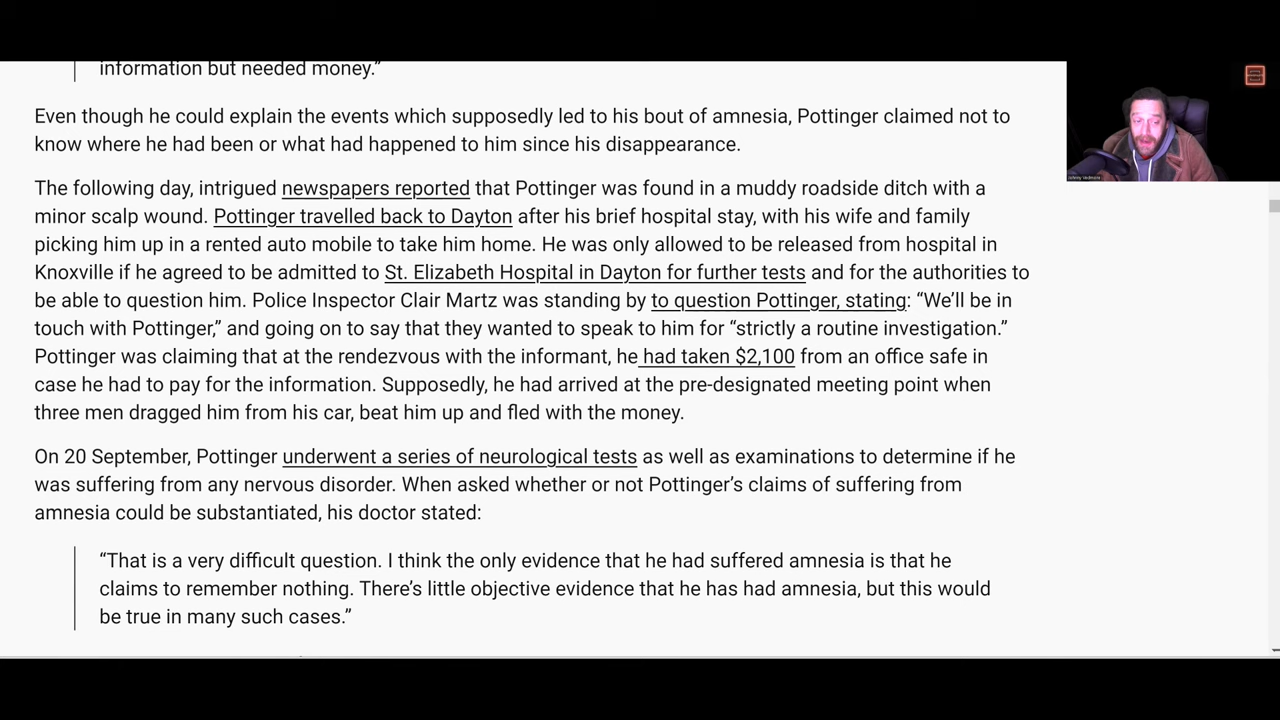 information but needed money.”
Even though he could explain the events which supposedly led to his bout of amnesia, Pottinger claimed not to
know where he had been or what had happened to him since his disappearance.
The following day, intrigued newspapers reported that Pottinger was found in a muddy roadside ditch with a
minor scalp wound. Pottinger travelled back to Dayton after his brief hospital stay, with his wife and family
picking him up in a rented auto mobile to take him home. He was only allowed to be released from hospital in
Knoxville if he agreed to be admitted to St. Elizabeth Hospital in Dayton for further tests and for the authorities to
be able to question him. Police Inspector Clair Martz was standing by to question Pottinger, stating: “We’ll be in
touch with Pottinger,” and going on to say that they wanted to speak to him for “strictly a routine investigation.”
Pottinger was claiming that at the rendezvous with the informant, he had taken $2,100 from an office safe in
case he had to pay for the information. Supposedly, he had arrived at the pre-designated meeting point when
three men dragged him from his car, beat him up and fled with the money.
On 20 September, Pottinger underwent a series of neurological tests as well as examinations to determine if he
was suffering from any nervous disorder. When asked whether or not Pottinger’s claims of suffering from
amnesia could be substantiated, his doctor stated:
“That is a very difficult question. I think the only evidence that he had suffered amnesia is that he
claims to remember nothing. There’s little objective evidence that he has had amnesia, but this would
be true in many such cases.”
Johnny Vedmore